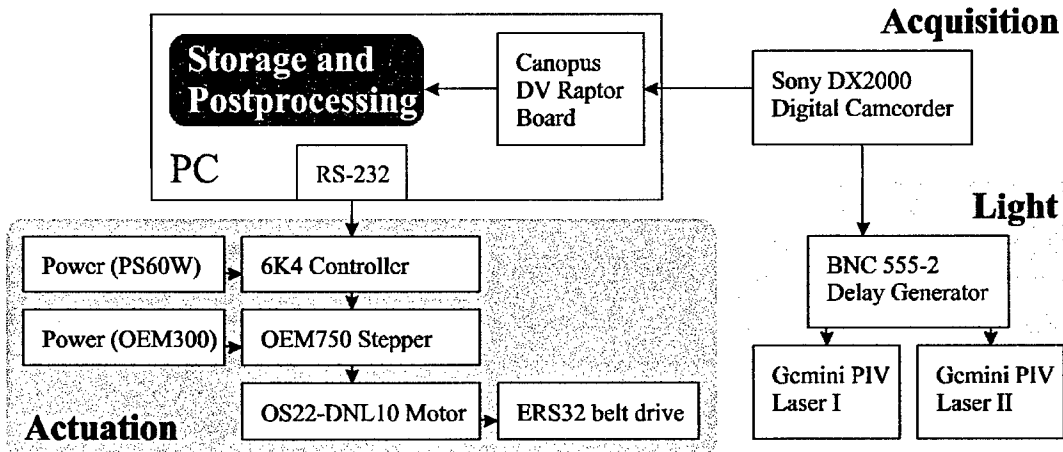 Acquisition
Storage and
Postprocessing
Canopus
DV Raptor
Board
Sony DX2000
Digital Camcorder
PC
RS-232
Light
Power (PS60W)
6K4 Controller
BNC 555-2
Delay Generator
Power (OEM300)
OEM750 Stepper
Gemini PIV
Laser I
Gemini PIV
Laser II
OS22-DNL10 Motor
ERS32 belt drive
Actuation